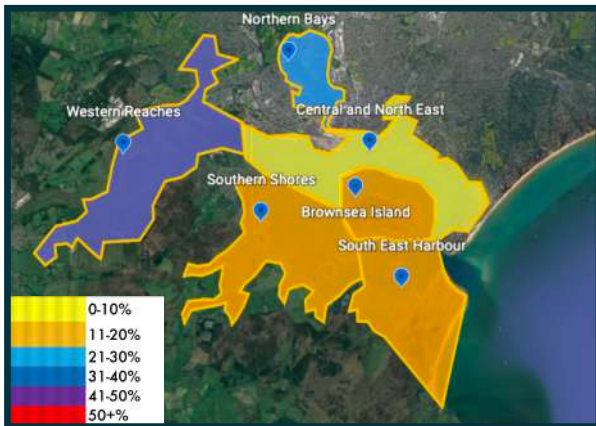 Northern Bays
Western Reaches
Central and North East
Southern Shores
Brownsea Island
South East Harbour
0-10%
11-20%
21-30%
31-40%
41-50%
50+%